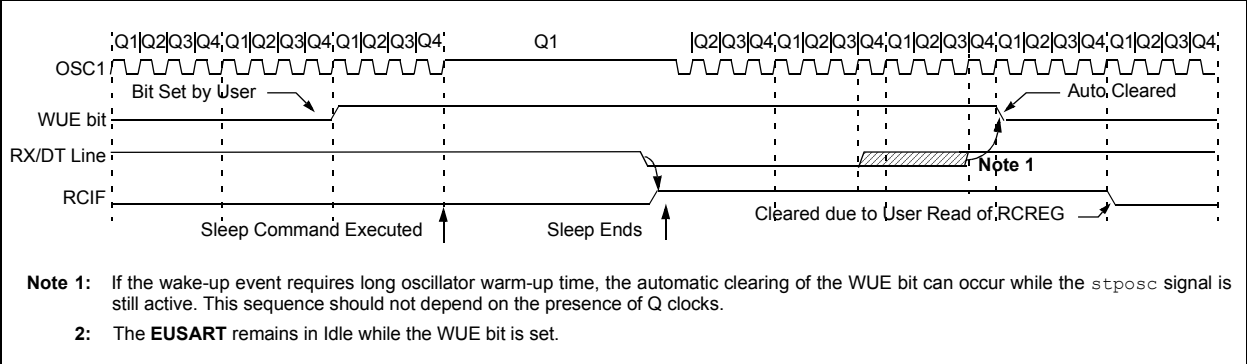 Q1 Q2 Q3 Q4 Q1 Q2 Q3 Q4 Q1 Q2 Q3 Q4 Q1 Q2 Q3 Q4 Q1 Q2 Q3 Q4 Q1 Q2 Q3 Q4 Q1 Q2 Q3 Q4 Q1 Q2 Q3 Q4
OSC1
Bit Set by User
Auto Cleared
WUE bit
RX/DT Line
Note 1
RCIF
Cleared due to User Read of RCREG
Sleep Command Executed
Sleep Ends
Note 1: If the wake-up event requires long oscillator warm-up time, the automatic clearing of the WUE bit can occur while the stposc signal is
still active. This sequence should not depend on the presence of Q clocks.
2: The EUSART remains in Idle while the WUE bit is set.